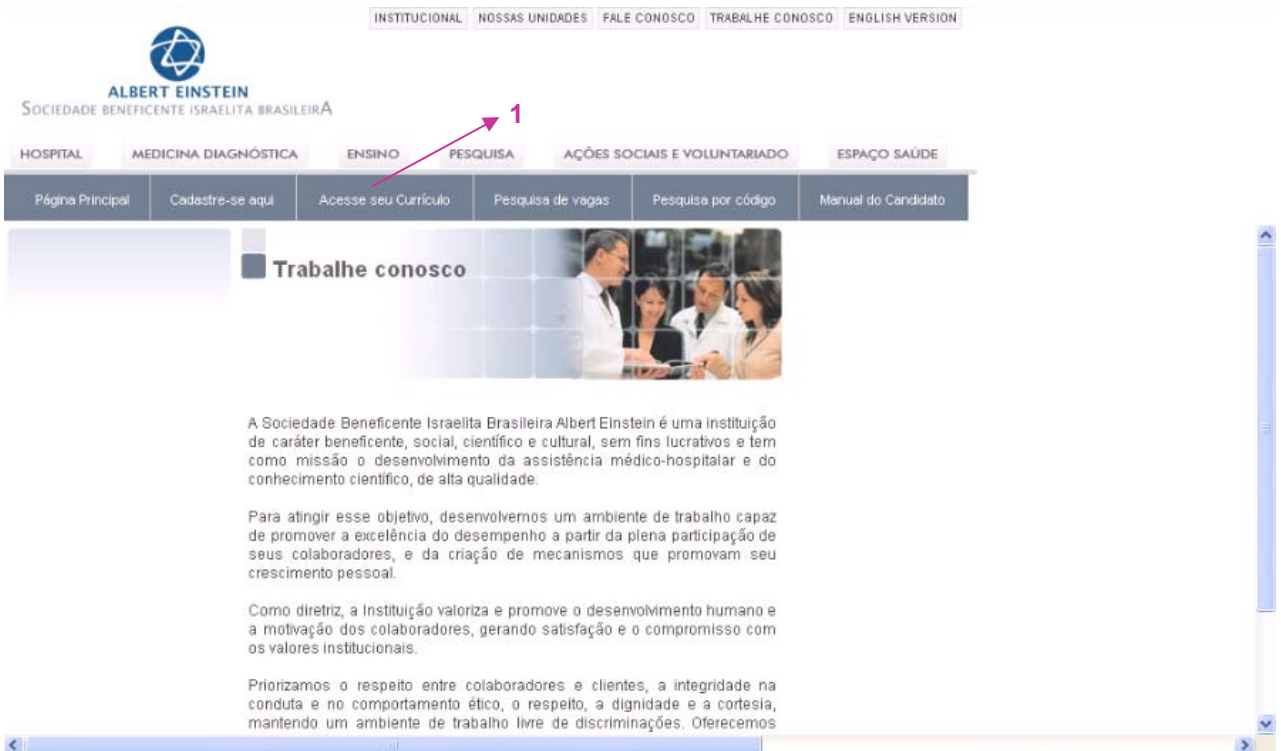 INSTITUCIONAL NOSSAS UNIDADES FALE CONOSCO TRABALHE CONOSCO ENGLISH VERSION
ALBERT EINSTEIN
SOCIEDADE BENEFICENTE ISRAELITA BRASILEIRA
1
HOSPITAL MEDICINA DIAGNÓSTICA ENSINO PESQUISA AÇÕES SOCIAIS E VOLUNTARIADO ESPAÇO SAÚDE
Página Principal Cadastre-se aqui Acesse seu Currículo Pesquisa de vagas Pesquisa por código Manual do Candidato
Trabalhe conosco
A Sociedade Beneficente Israelita Brasileira Albert Einstein é uma instituição
de caráter beneficente, social, científico e cultural, sem fins lucrativos e tem
como missão o desenvolvimento da assistência médico-hospitalar e do
conhecimento científico, de alta qualidade.
Para atingir esse objetivo, desenvolvemos um ambiente de trabalho capaz
de promover a excelência do desempenho a partir da plena participação de
seus colaboradores, e da criação de mecanismos que promovam seu
crescimento pessoal.
Como diretriz, a Instituição valoriza e promove o desenvolvimento humano e
a motivação dos colaboradores, gerando satisfação e o compromisso com
os valores institucionais.
Priorizamos o respeito entre colaboradores e clientes, a integridade na
conduta e no comportamento ético, o respeito, a dignidade e a cortesia,
mantendo um ambiente de trabalho livre de discriminações. Oferecemos